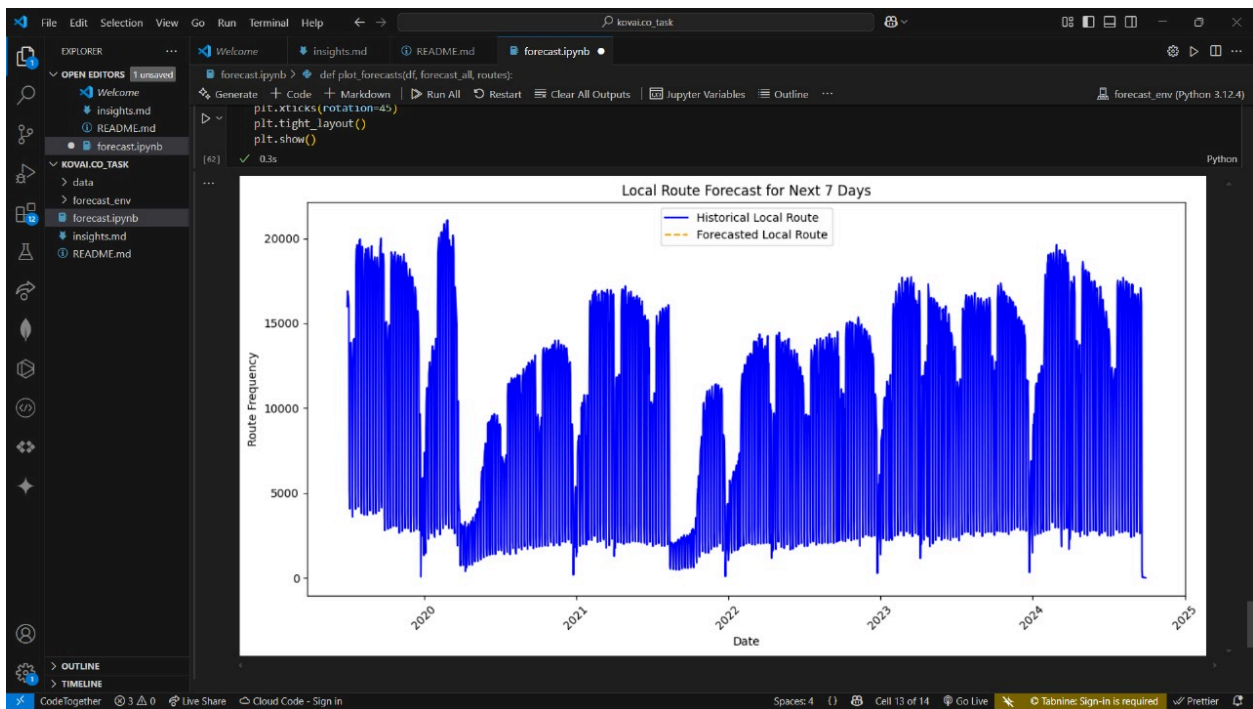 File Edit Selection View Go Run Terminal Help
kovai.co_task
EXPLORER
Welcome
insights.md
README.md
forecast.ipynb
OPEN EDITORS 1 unsaved
Welcome
insights.md
README.md
forecast.ipynb
KOVAI.CO_TASK
data
forecast_env
forecast.ipynb
insights.md
README.md
OUTLINE
TIMELINE
forecast.ipynb > def plot_forecasts(df, forecast_all, routes):
Generate + Code + Markdown Run All Restart Clear All Outputs Jupyter Variables Outline ... forecast_env (Python 3.12.4)
plt.xticks(rotation=45)
plt.tight_layout()
plt.show()
[62] ✓ 0.3s Python
Local Route Forecast for Next 7 Days
Historical Local Route
Forecasted Local Route
Route Frequency
20000
15000
10000
5000
0
2020 2021 2022 2023 2024 2025
Date
CodeTogether 3 0 Live Share Cloud Code - Sign in Spaces: 4 {} Cell 13 of 14 Go Live Tabnine: Sign-in is required Prettier